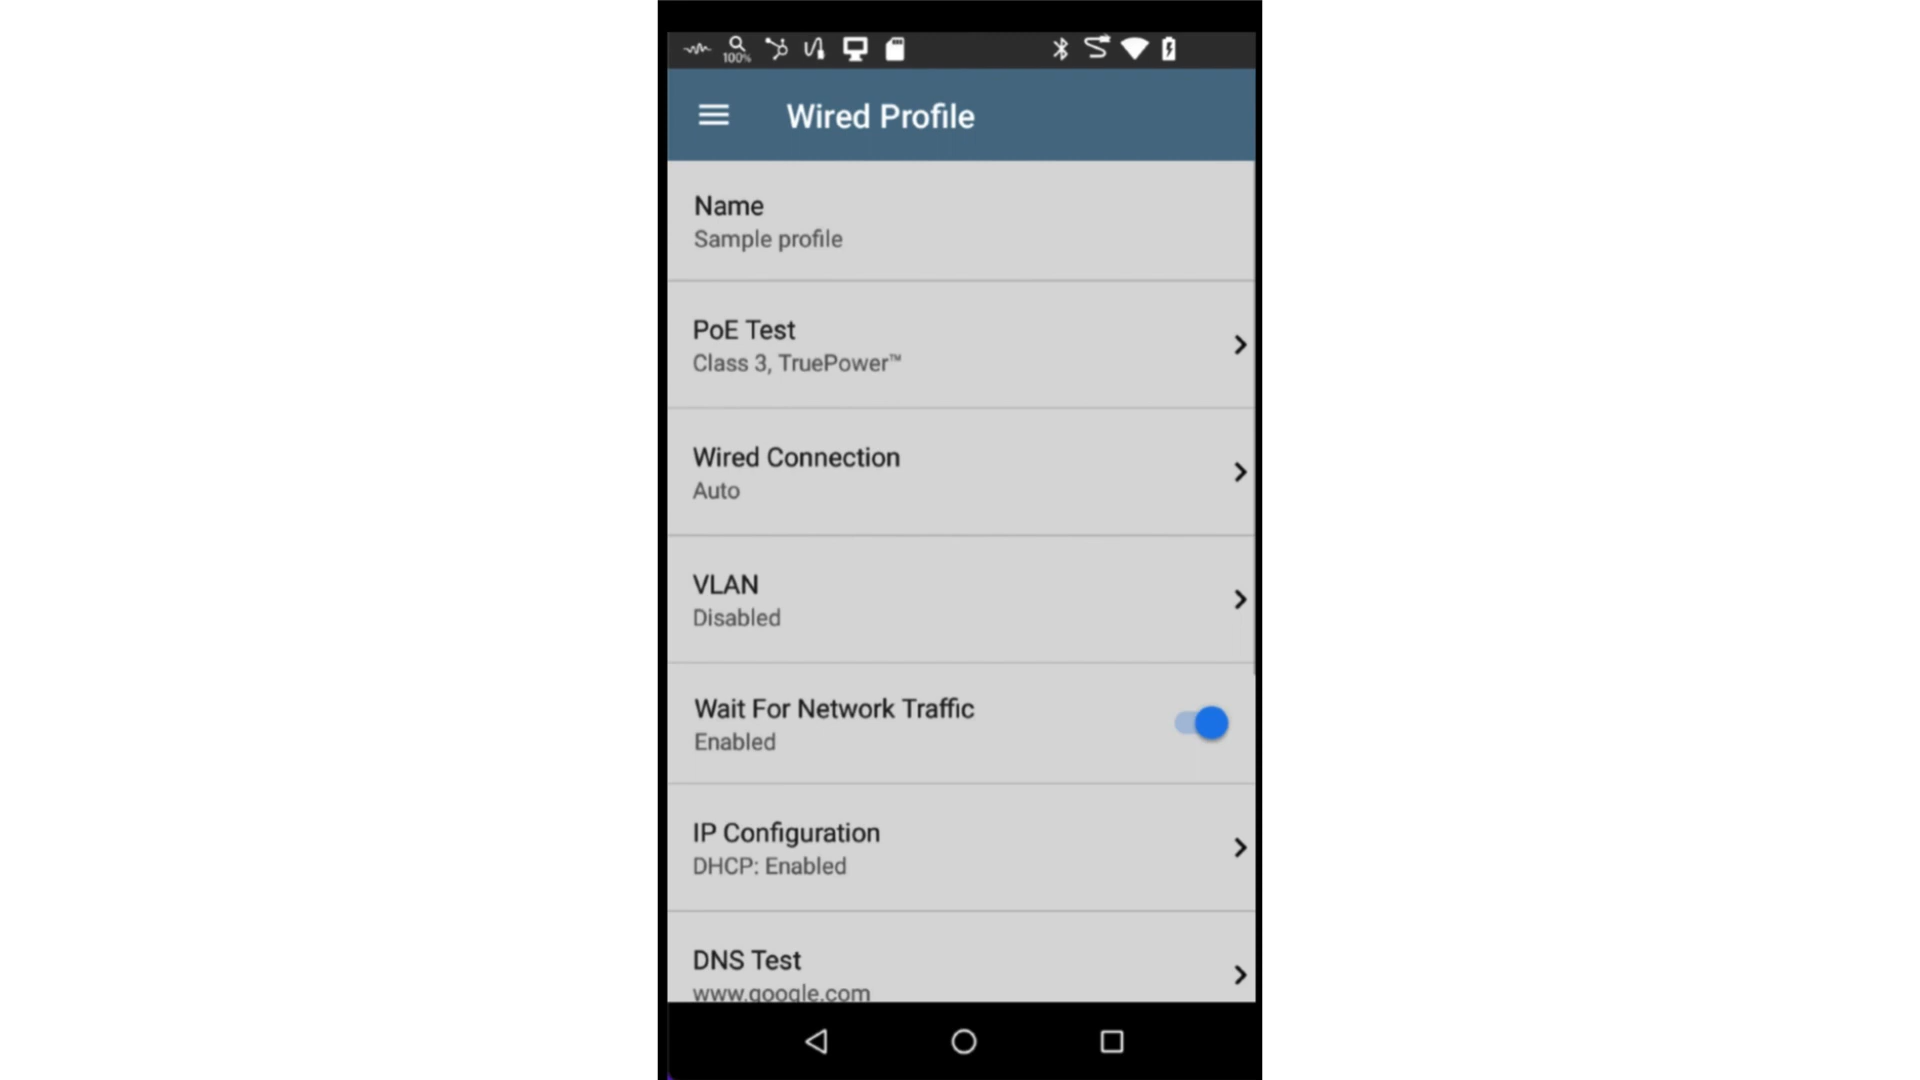 100%
Wired Profile
Name
Sample profile
PoE Test
Class 3, TruePower™
Wired Connection
Auto
VLAN
Disabled
Wait For Network Traffic
Enabled
IP Configuration
DHCP: Enabled
DNS Test
www.google.com